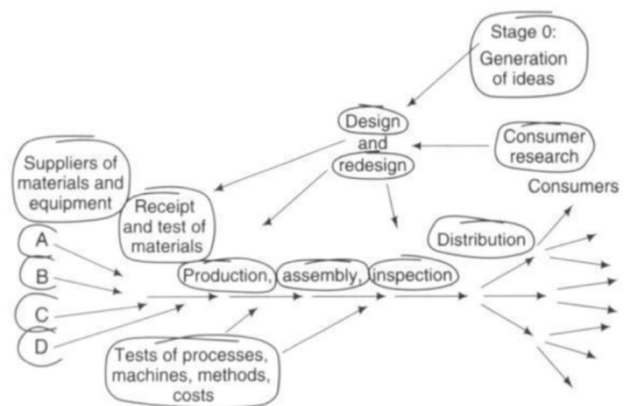 Stage 0:
Generation
of ideas
Design
and
redesign
Consumer
research
Suppliers of
materials and
equipment
Consumers
Receipt
and test of
materials
A
Distribution
B
Production, assembly, inspection
C
D
Tests of processes,
machines, methods,
costs